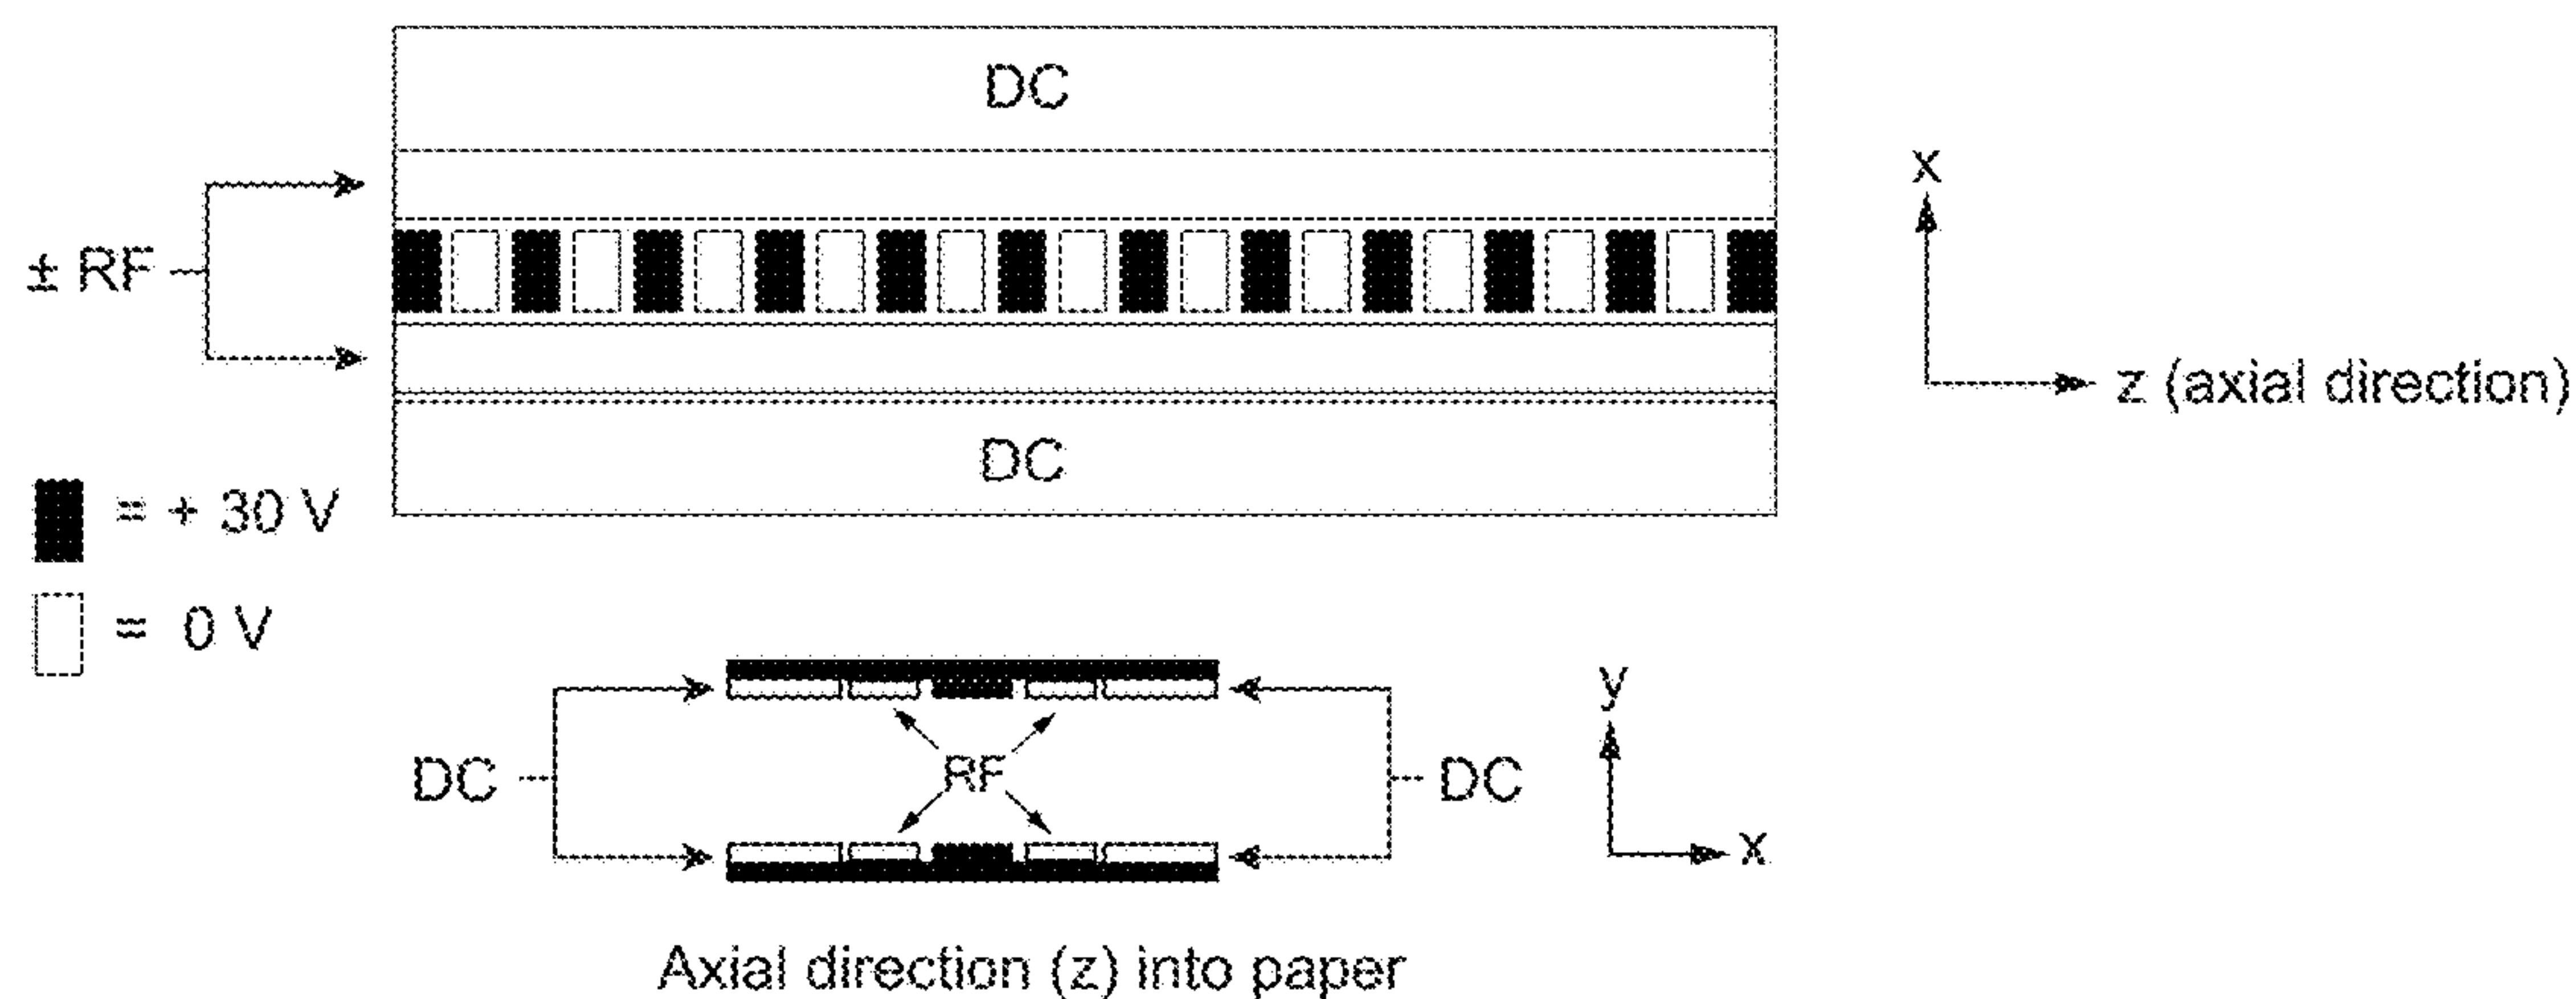 DC
x
± RF
z (axial direction)
DC
= + 30 V
= 0 V
y
DC
RF
DC
x
Axial direction (z) into paper